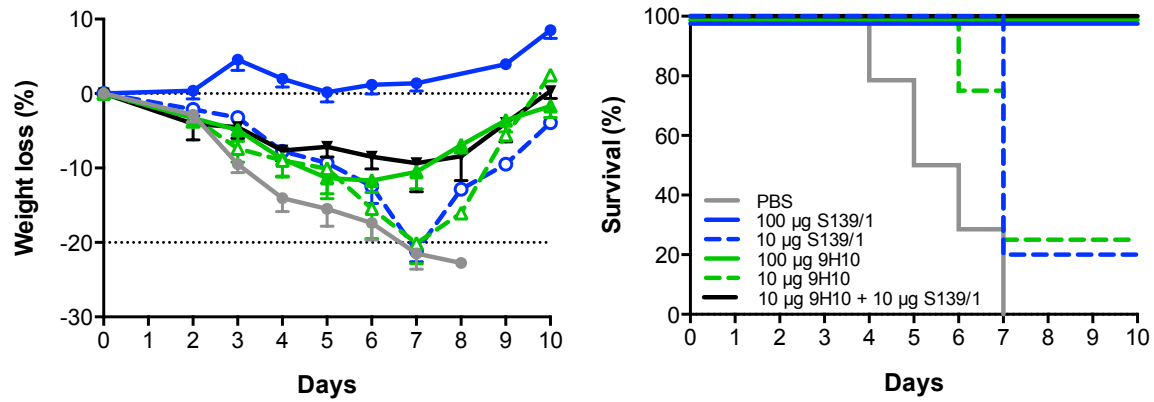 10
0
-10
-20
-30
Weight loss (%)
0 1 2 3 4 5 6 7 8 9 10
Days
100
80
60
40
20
0
Survival (%)
PBS
100 µg S139/1
10 µg S139/1
100 µg 9H10
10 µg 9H10
10 µg 9H10 + 10 µg S139/1
0 1 2 3 4 5 6 7 8 9 10
Days